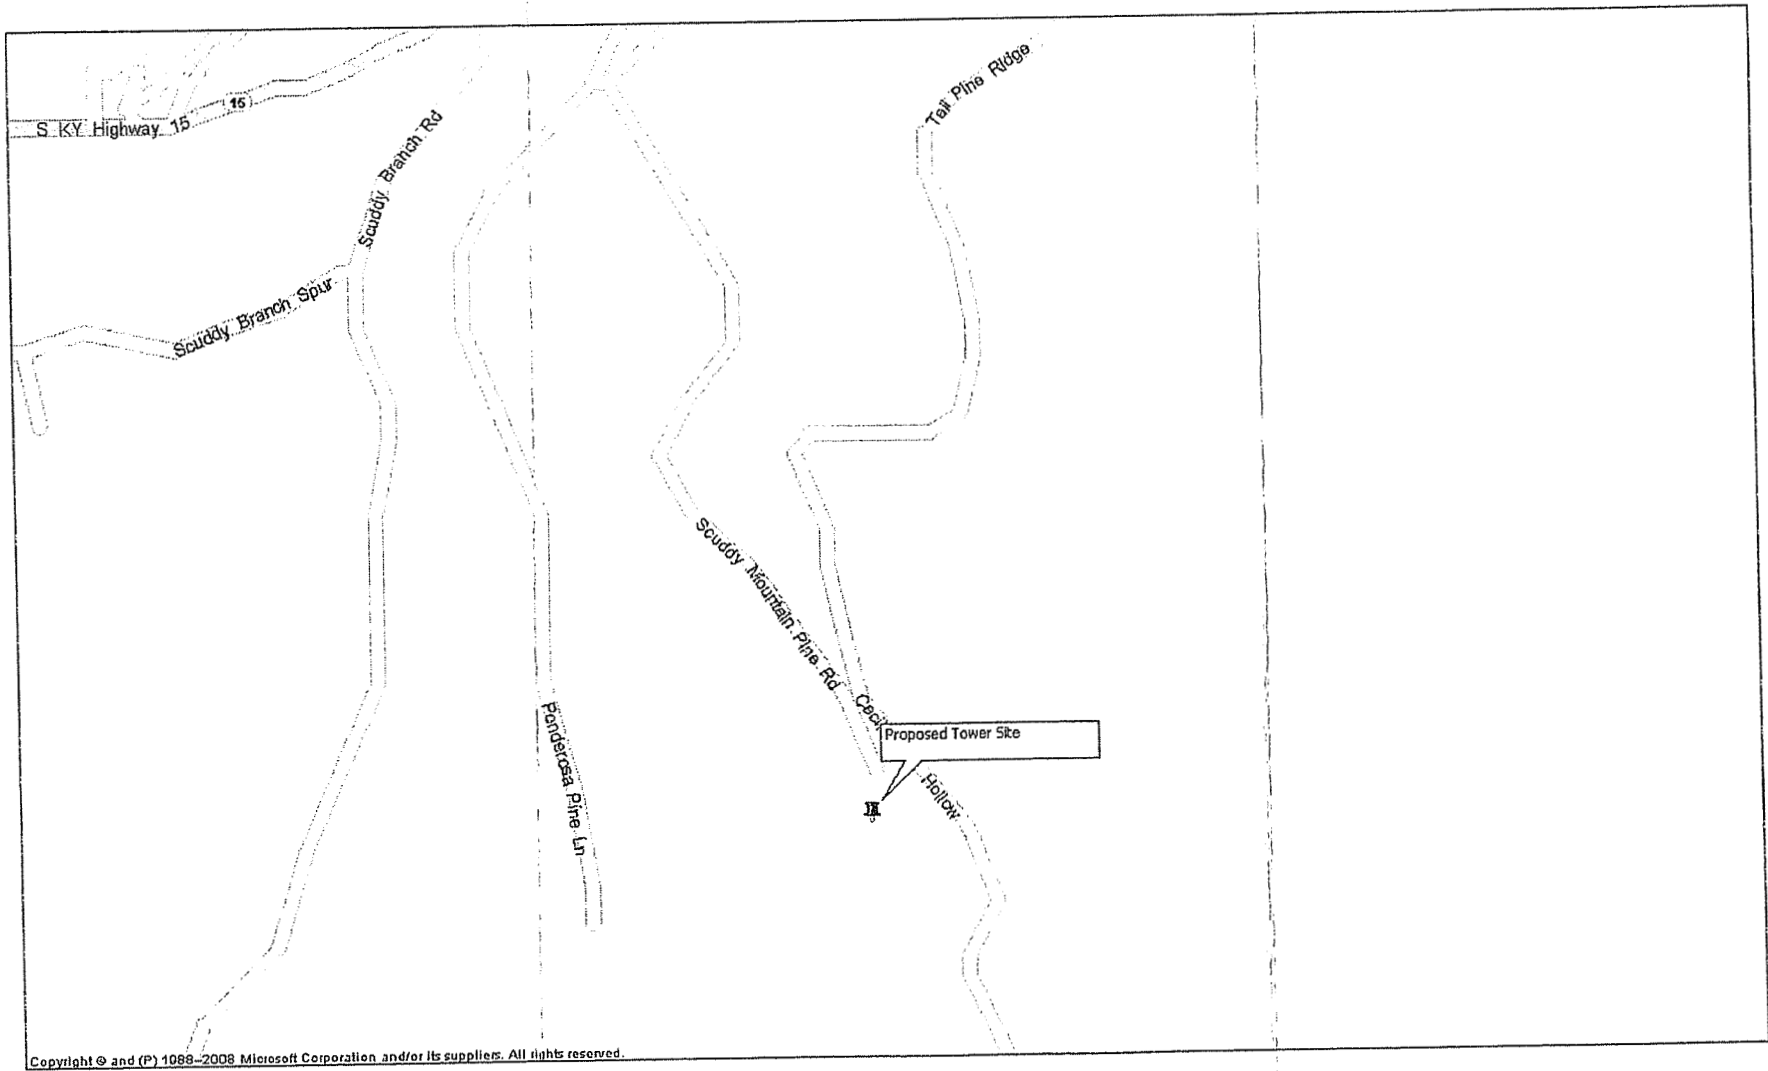 Tall Pine Ridge
15
S KY Highway 15
Scuddy Branch Rd
Scuddy Branch Spur
Scuddy Mountain Pine Rd
Ponderosa Pine Ln
Proposed Tower Site
Hollow
Copyright © and (P) 1988–2008 Microsoft Corporation and/or its suppliers. All rights reserved.